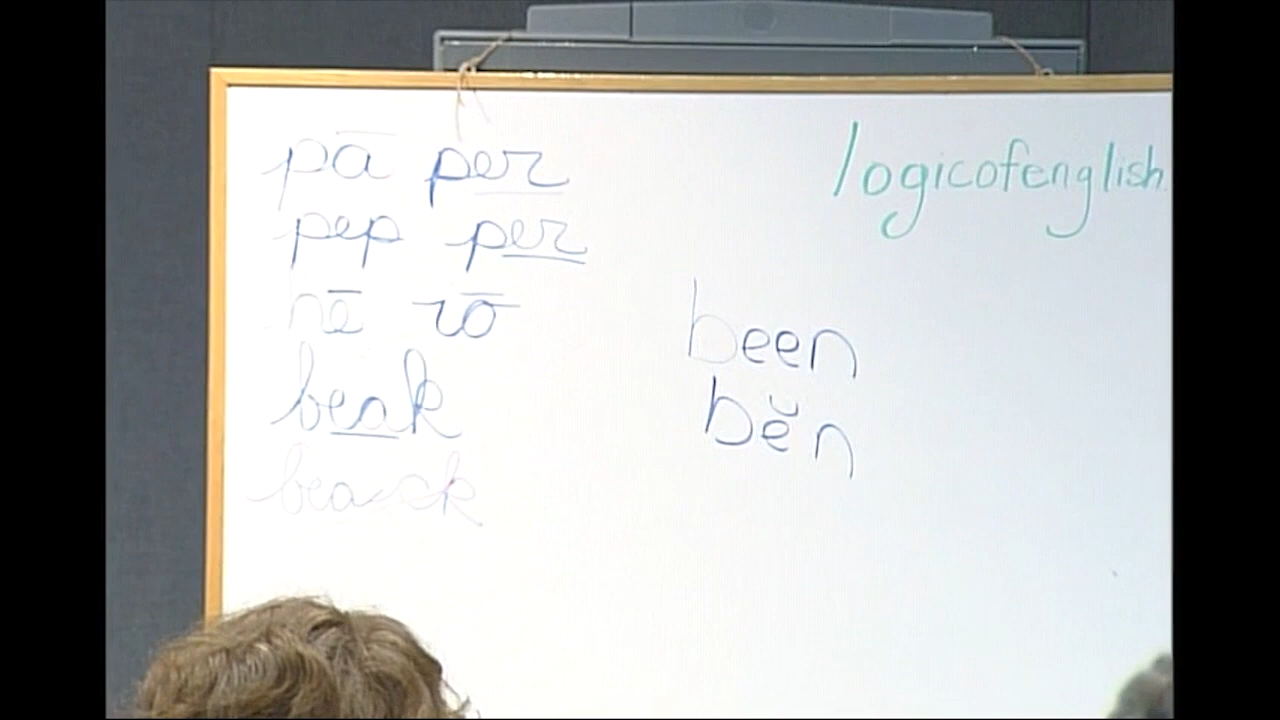 pā per
pep per
nē rō
beak
beack
logicofenglish
been
bĕn